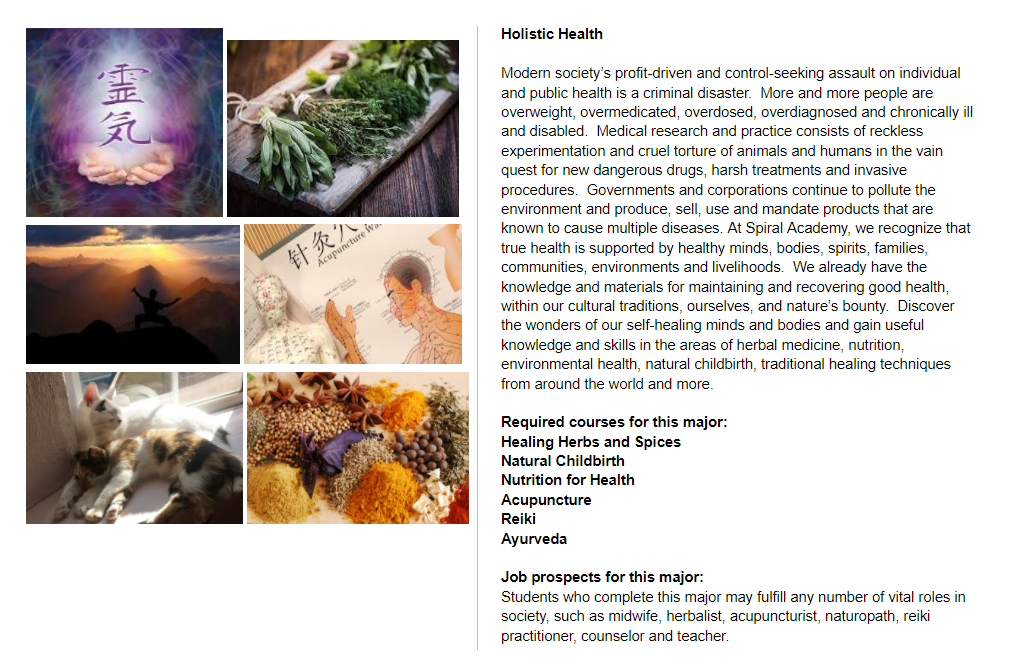 霊
気
针灸穴
Acupuncture Wa
Holistic Health
Modern society's profit-driven and control-seeking assault on individual
and public health is a criminal disaster.  More and more people are
overweight, overmedicated, overdosed, overdiagnosed and chronically ill
and disabled.  Medical research and practice consists of reckless
experimentation and cruel torture of animals and humans in the vain
quest for new dangerous drugs, harsh treatments and invasive
procedures.  Governments and corporations continue to pollute the
environment and produce, sell, use and mandate products that are
known to cause multiple diseases. At Spiral Academy, we recognize that
true health is supported by healthy minds, bodies, spirits, families,
communities, environments and livelihoods.  We already have the
knowledge and materials for maintaining and recovering good health,
within our cultural traditions, ourselves, and nature's bounty.  Discover
the wonders of our self-healing minds and bodies and gain useful
knowledge and skills in the areas of herbal medicine, nutrition,
environmental health, natural childbirth, traditional healing techniques
from around the world and more.
Required courses for this major:
Healing Herbs and Spices
Natural Childbirth
Nutrition for Health
Acupuncture
Reiki
Ayurveda
Job prospects for this major:
Students who complete this major may fulfill any number of vital roles in
society, such as midwife, herbalist, acupuncturist, naturopath, reiki
practitioner, counselor and teacher.